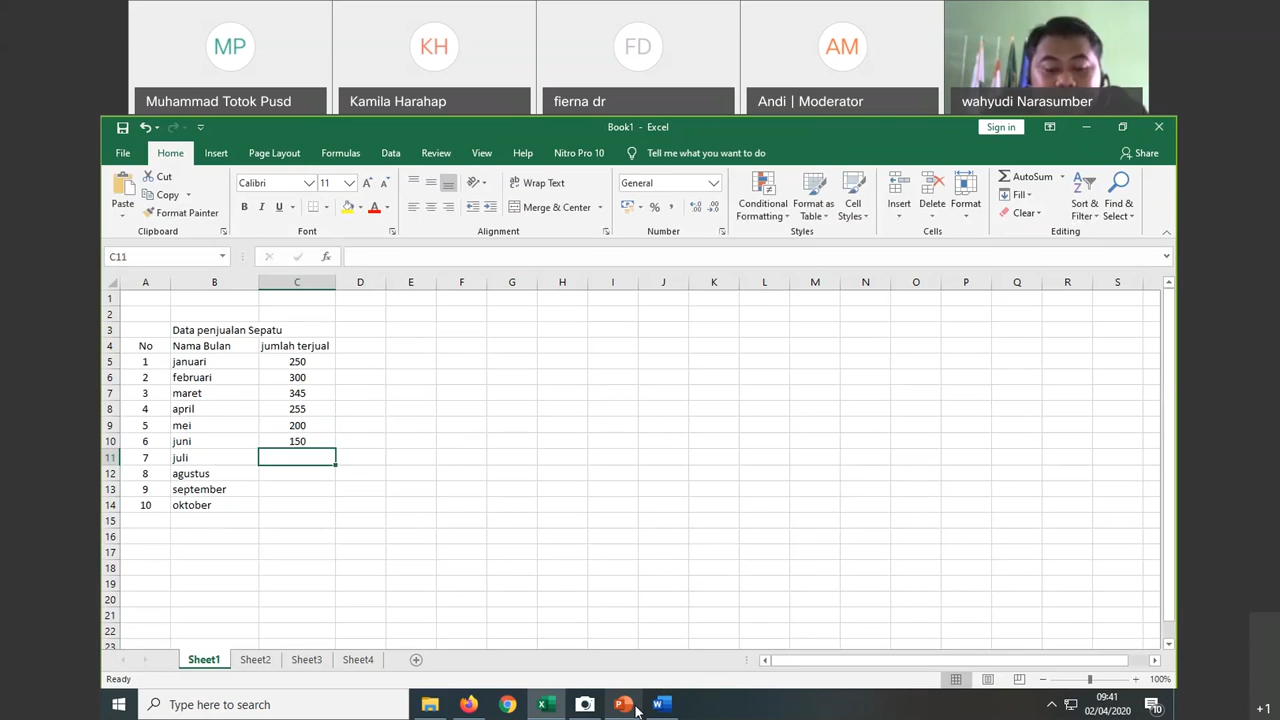 MP KH FD AM
Muhammad Totok Pusd Kamila Harahap fierna dr Andi | Moderator wahyudi Narasumber
Book1 - Excel Sign in
File Home Insert Page Layout Formulas Data Review View Help Nitro Pro 10 Tell me what you want to do Share
Paste Cut Copy Format Painter Clipboard
Calibri 11 B I U A Font
Wrap Text Merge & Center Alignment
General % , Number
Conditional Formatting Format as Table Cell Styles Styles
Insert Delete Format Cells
AutoSum Fill Clear Sort & Filter Find & Select Editing
C11 fx
A B C D E F G H I J K L M N O P Q R S
1
2
3 Data penjualan Sepatu
4 No Nama Bulan jumlah terjual
5 1 januari 250
6 2 februari 300
7 3 maret 345
8 4 april 255
9 5 mei 200
10 6 juni 150
11 7 juli
12 8 agustus
13 9 september
14 10 oktober
15
16
17
18
19
20
21
22
23
Sheet1 Sheet2 Sheet3 Sheet4
Ready 100%
Type here to search 09:41
02/04/2020 10
+1